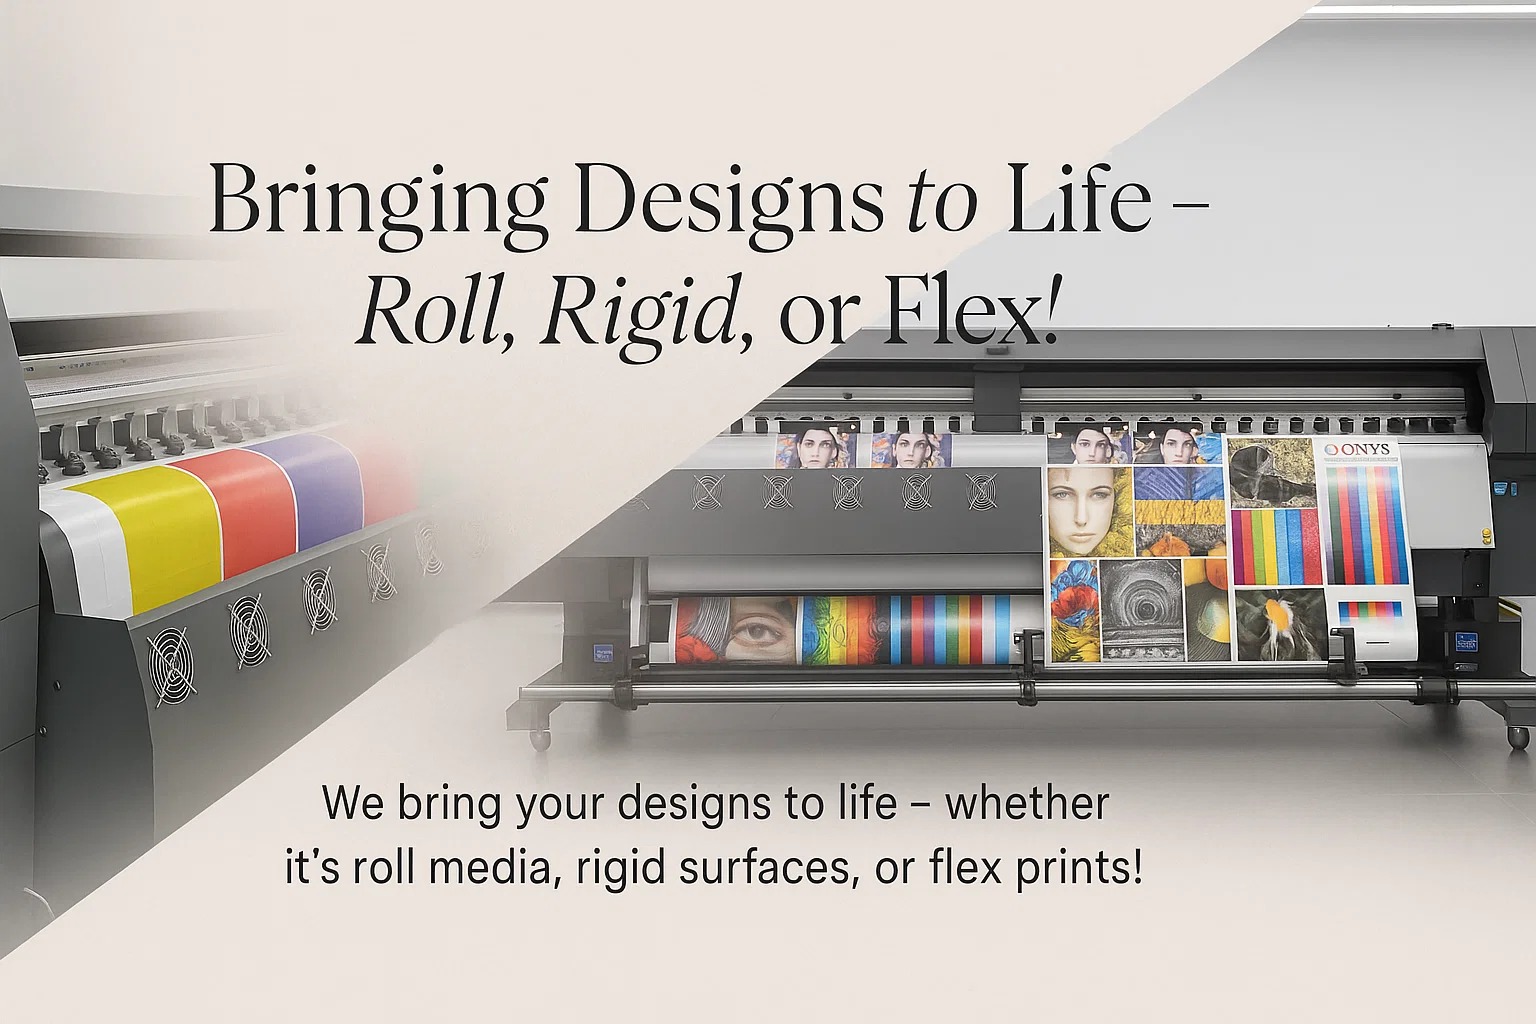 Bringing Designs to Life –
Roll, Rigid, or Flex!
ONYS
We bring your designs to life – whether
it's roll media, rigid surfaces, or flex prints!